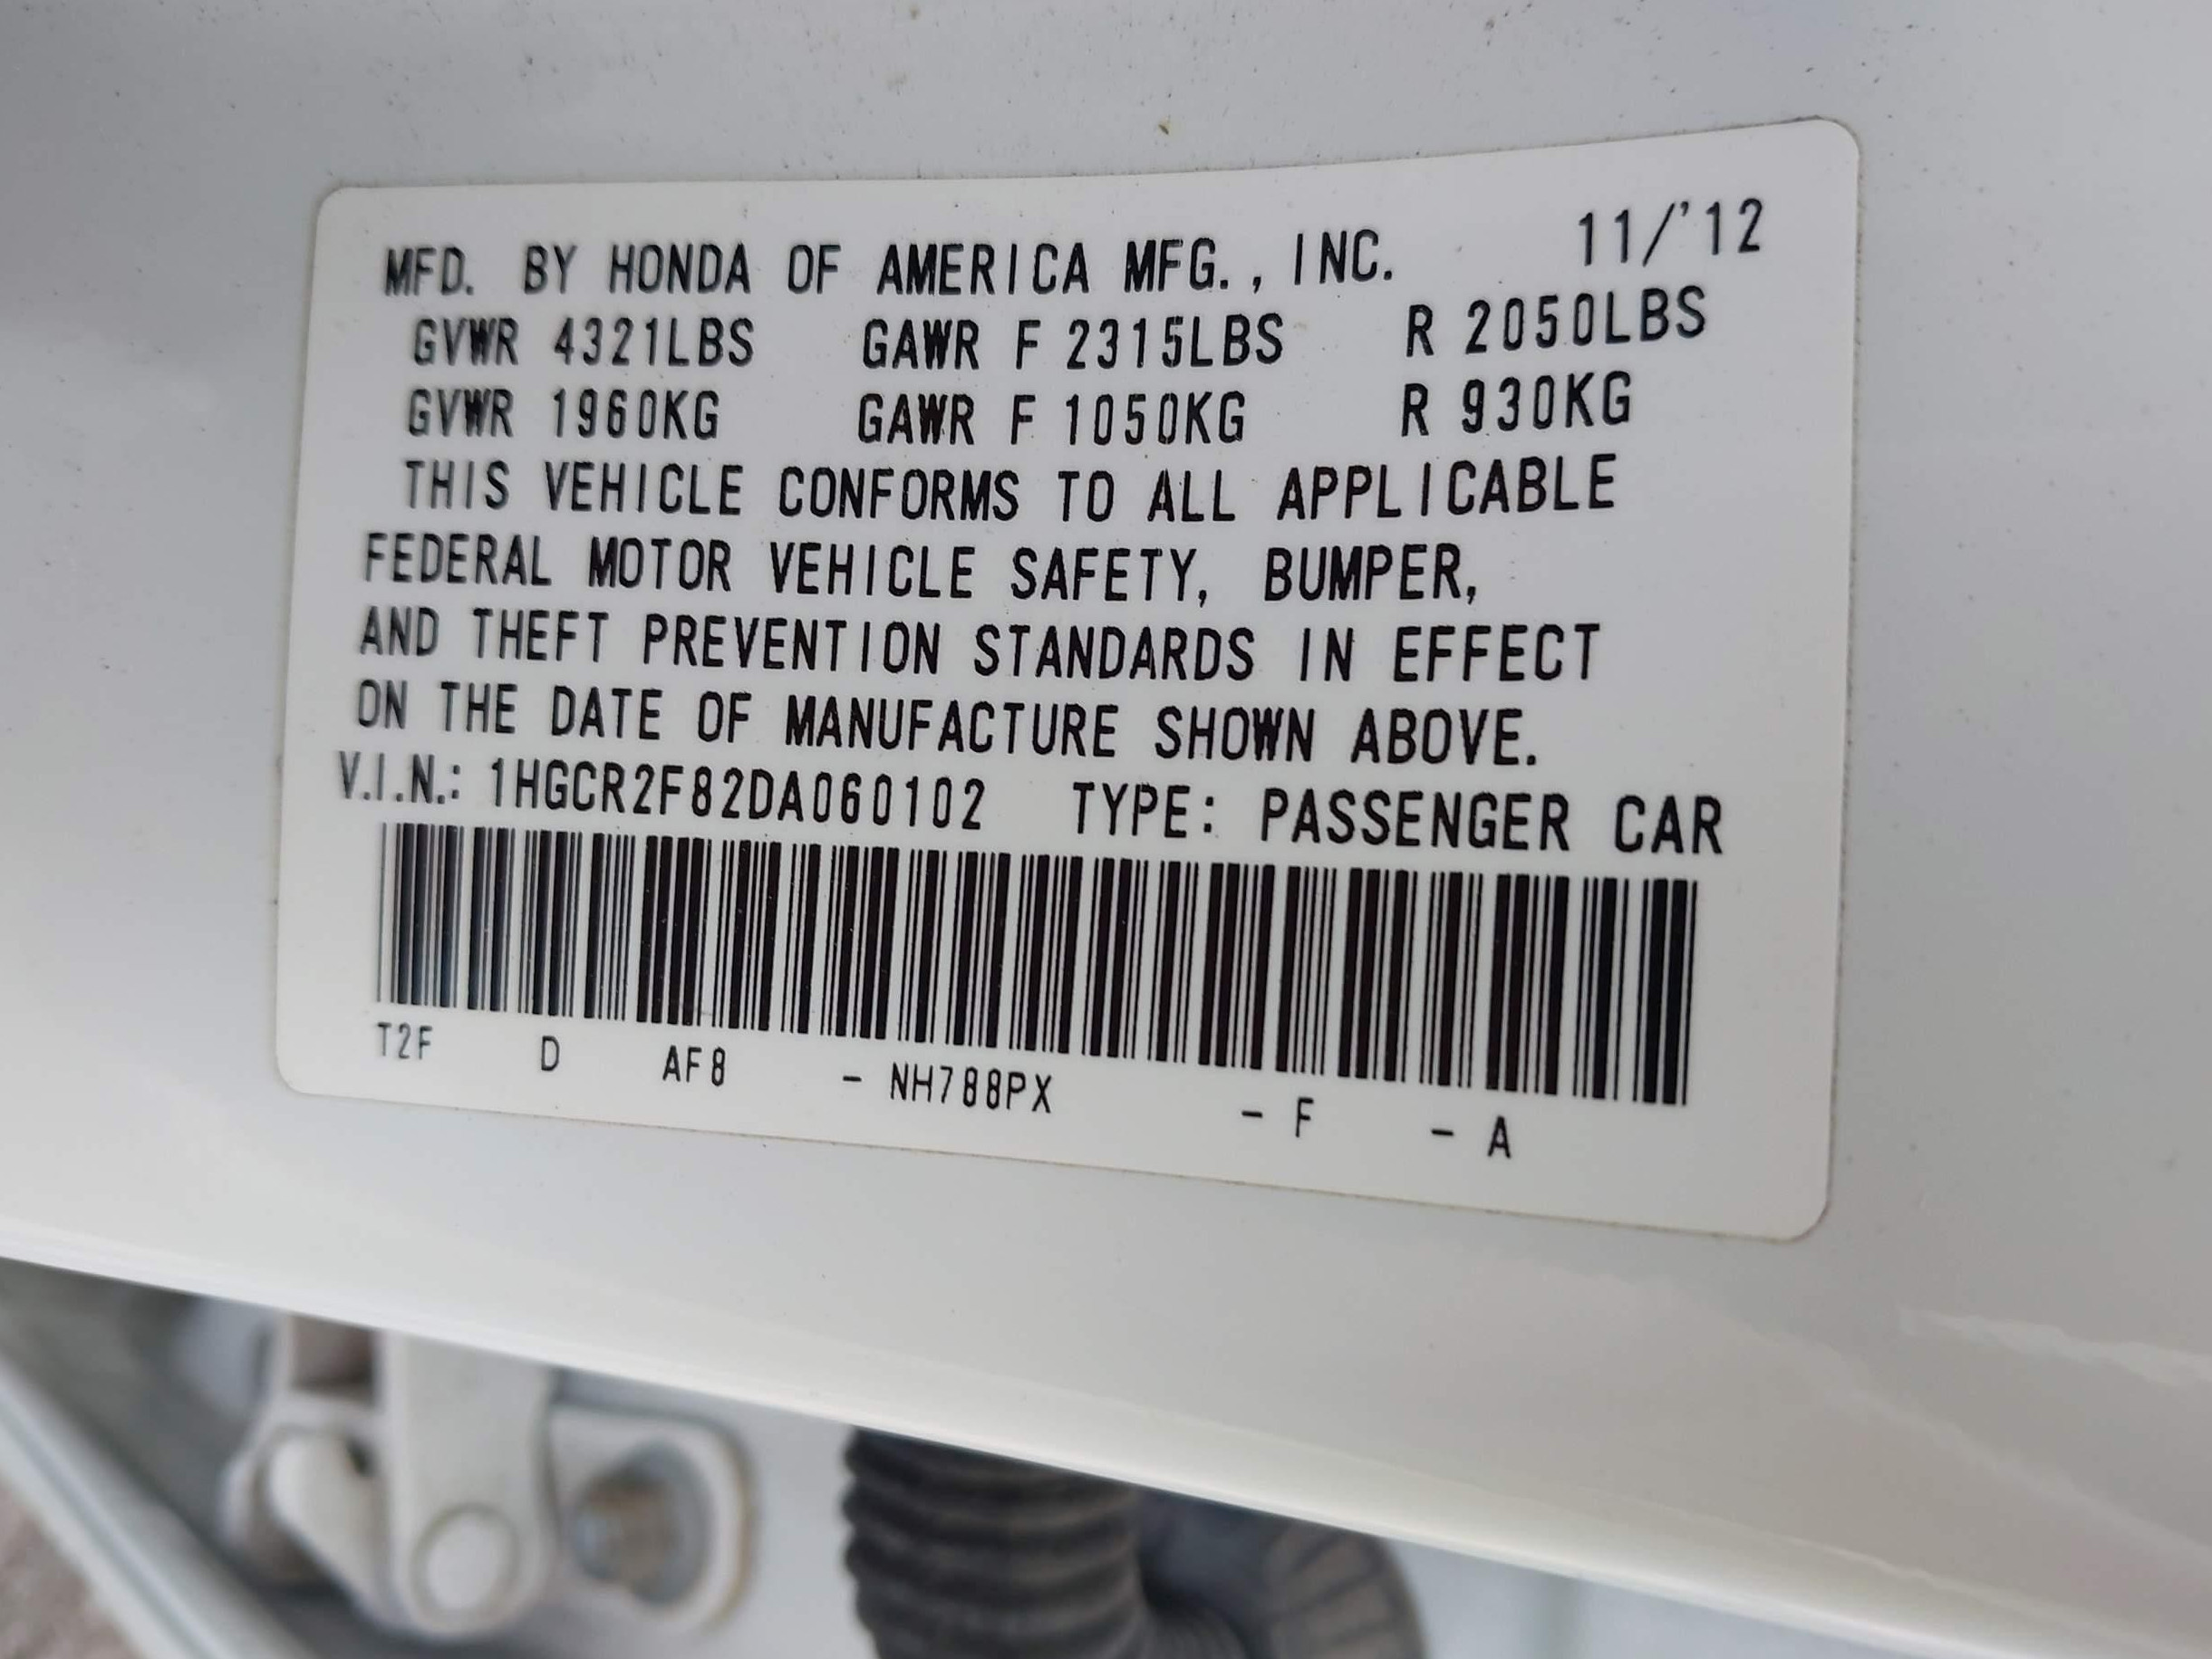 MFD. BY HONDA OF AMERICA MFG., INC. 11/'12
GVWR 4321LBS GAWR F 2315LBS R 2050LBS
GVWR 1960KG GAWR F 1050KG R 930KG
THIS VEHICLE CONFORMS TO ALL APPLICABLE
FEDERAL MOTOR VEHICLE SAFETY, BUMPER,
AND THEFT PREVENTION STANDARDS IN EFFECT
ON THE DATE OF MANUFACTURE SHOWN ABOVE.
V.I.N.: 1HGCR2F82DA060102 TYPE: PASSENGER CAR
T2F D AF8 - NH788PX - F - A